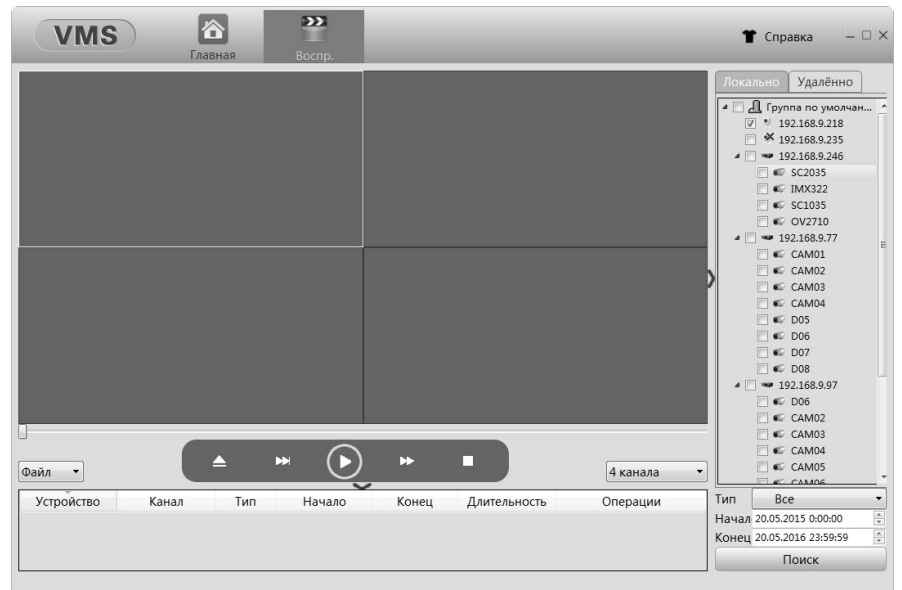 VMS
Главная
Воспр.
Справка
Локально Удалённо
Группа по умолчан...
192.168.9.218
192.168.9.235
192.168.9.246
SC2035
IMX322
SC1035
OV2710
192.168.9.77
CAM01
CAM02
CAM03
CAM04
D05
D06
D07
D08
192.168.9.97
D06
CAM02
CAM03
CAM04
CAM05
CAM06
Файл
4 канала
Устройство Канал Тип Начало Конец Длительность Операции
Тип Все
Начал 20.05.2015 0:00:00
Конец 20.05.2016 23:59:59
Поиск